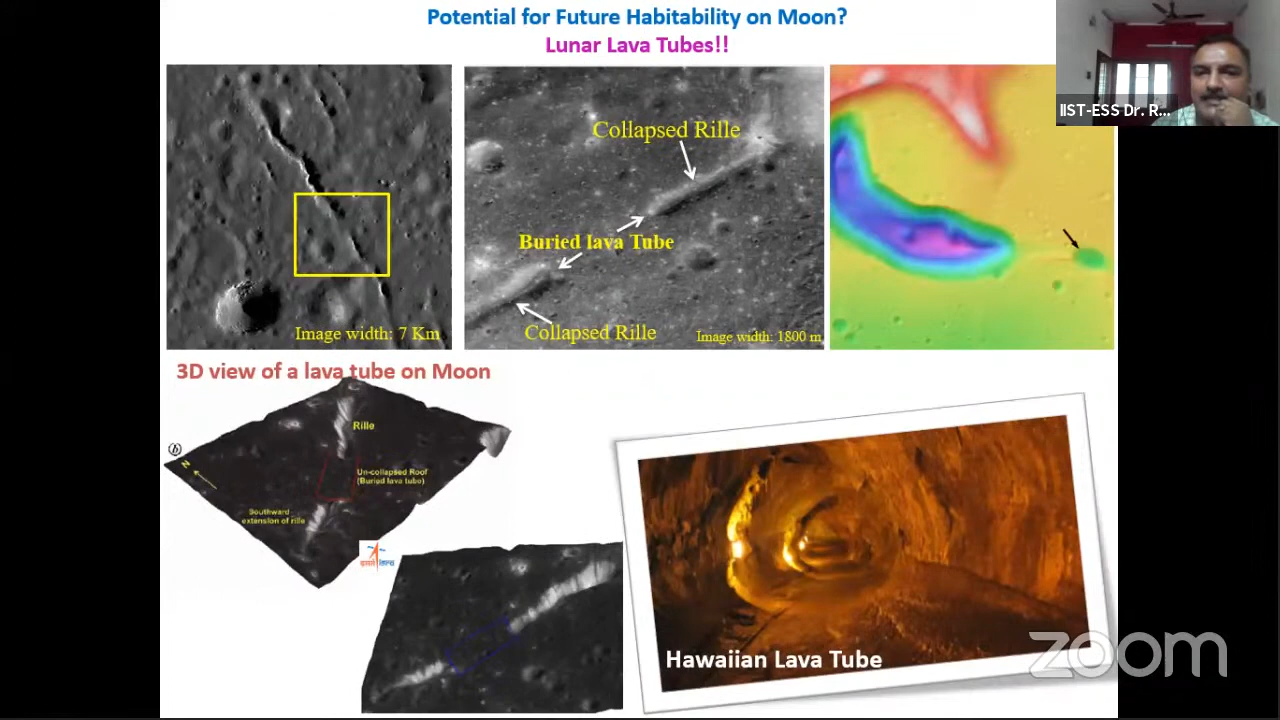 Potential for Future Habitability on Moon?
Lunar Lava Tubes!!
IIST-ESS Dr. R...
Collapsed Rille
Buried lava Tube
Collapsed Rille
Image width: 7 Km
Image width: 1800 m
3D view of a lava tube on Moon
b
N
Rille
Un-collapsed Roof
(Buried lava tube)
Southward
extension of rille
इसरो isro
Hawaiian Lava Tube
zoom